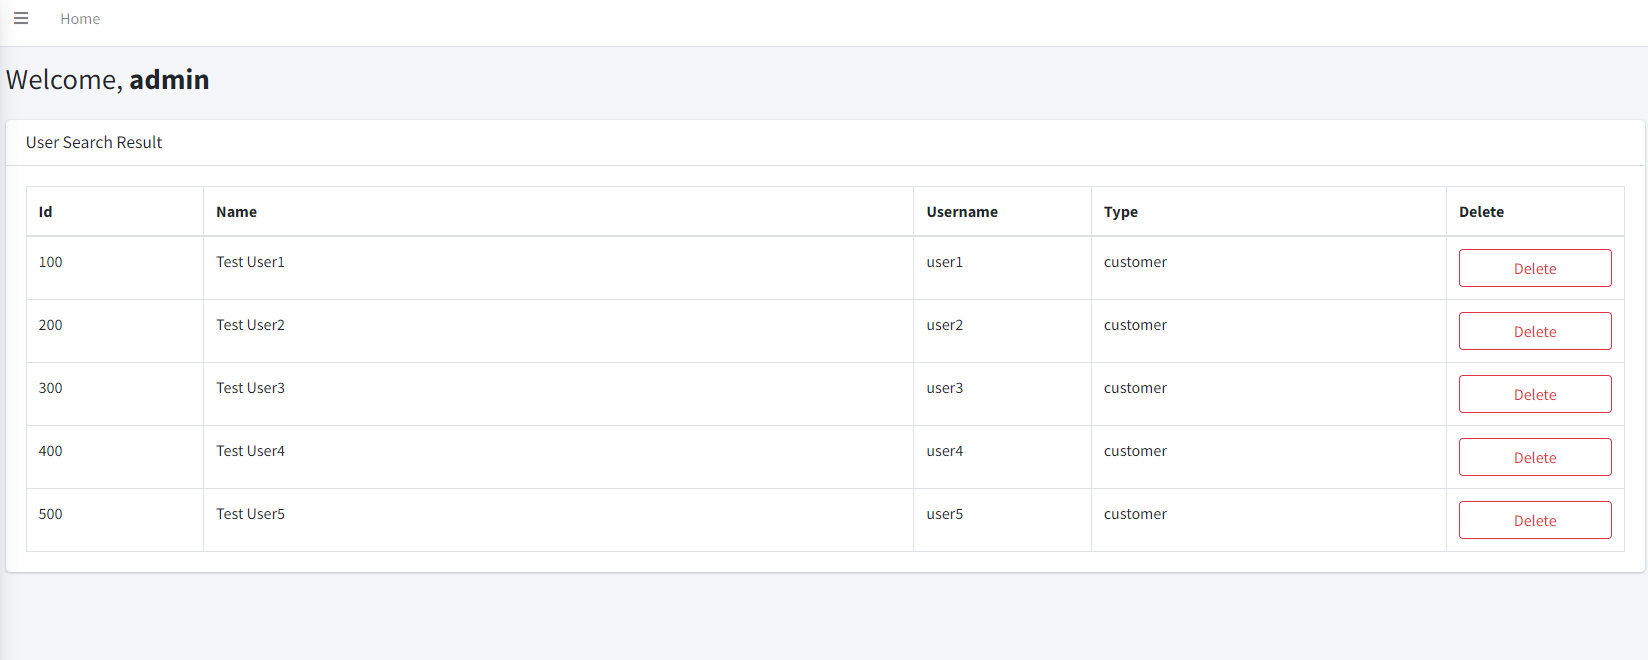 Home
Welcome, admin
User Search Result
Id Name Username Type Delete
100 Test User1 user1 customer Delete
200 Test User2 user2 customer Delete
300 Test User3 user3 customer Delete
400 Test User4 user4 customer Delete
500 Test User5 user5 customer Delete